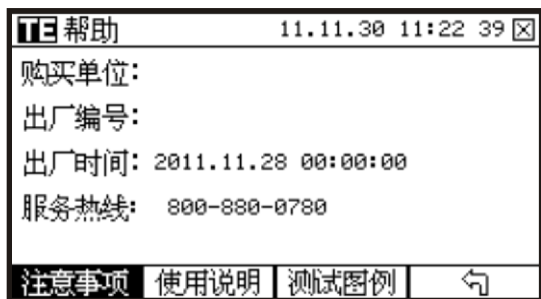 TE 帮助 11.11.30 11:22 39
购买单位:
出厂编号:
出厂时间: 2011.11.28 00:00:00
服务热线: 800-880-0780
注意事项 使用说明 测试图例